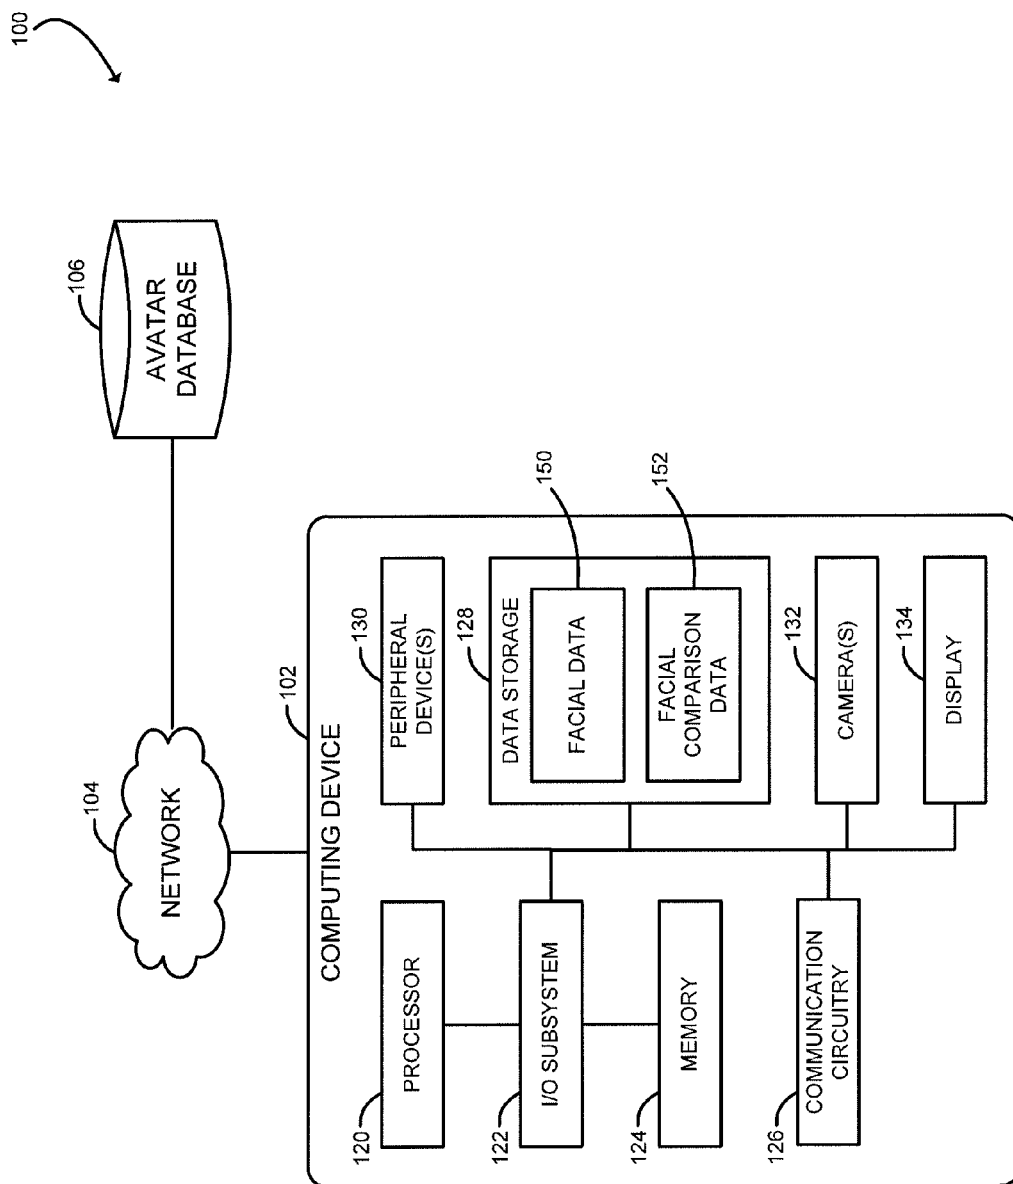 100
106
AVATAR
DATABASE
104
NETWORK
102
COMPUTING DEVICE
120
PROCESSOR
122
I/O SUBSYSTEM
124
MEMORY
126
COMMUNICATION
CIRCUITRY
130
PERIPHERAL
DEVICE(S)
128
DATA STORAGE
150
FACIAL DATA
152
FACIAL
COMPARISON
DATA
132
CAMERA(S)
134
DISPLAY